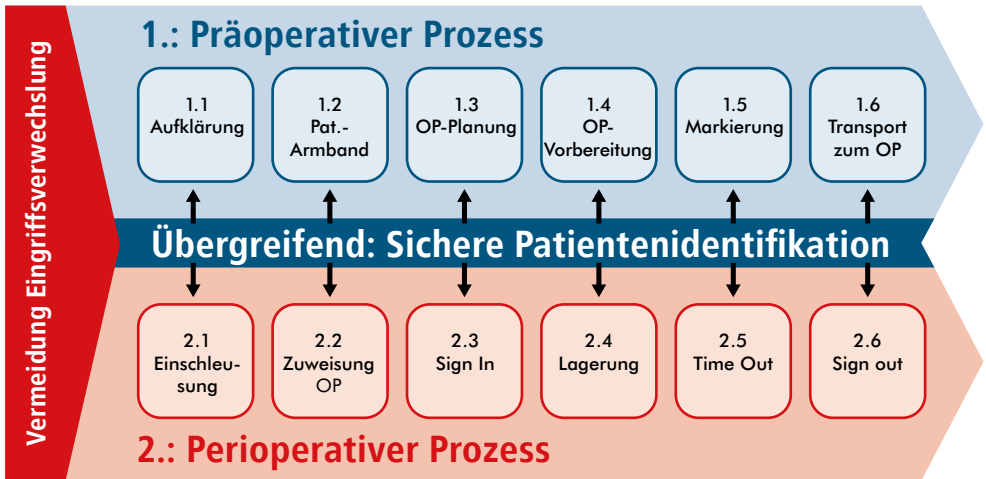 Vermeidung Eingriffsverwechslung
1.: Präoperativer Prozess
1.1
Aufklärung
1.2
Pat.-
Armband
1.3
OP-Planung
1.4
OP-
Vorbereitung
1.5
Markierung
1.6
Transport
zum OP
Übergreifend: Sichere Patientenidentifikation
2.1
Einschleu-
sung
2.2
Zuweisung
OP
2.3
Sign In
2.4
Lagerung
2.5
Time Out
2.6
Sign out
2.: Perioperativer Prozess